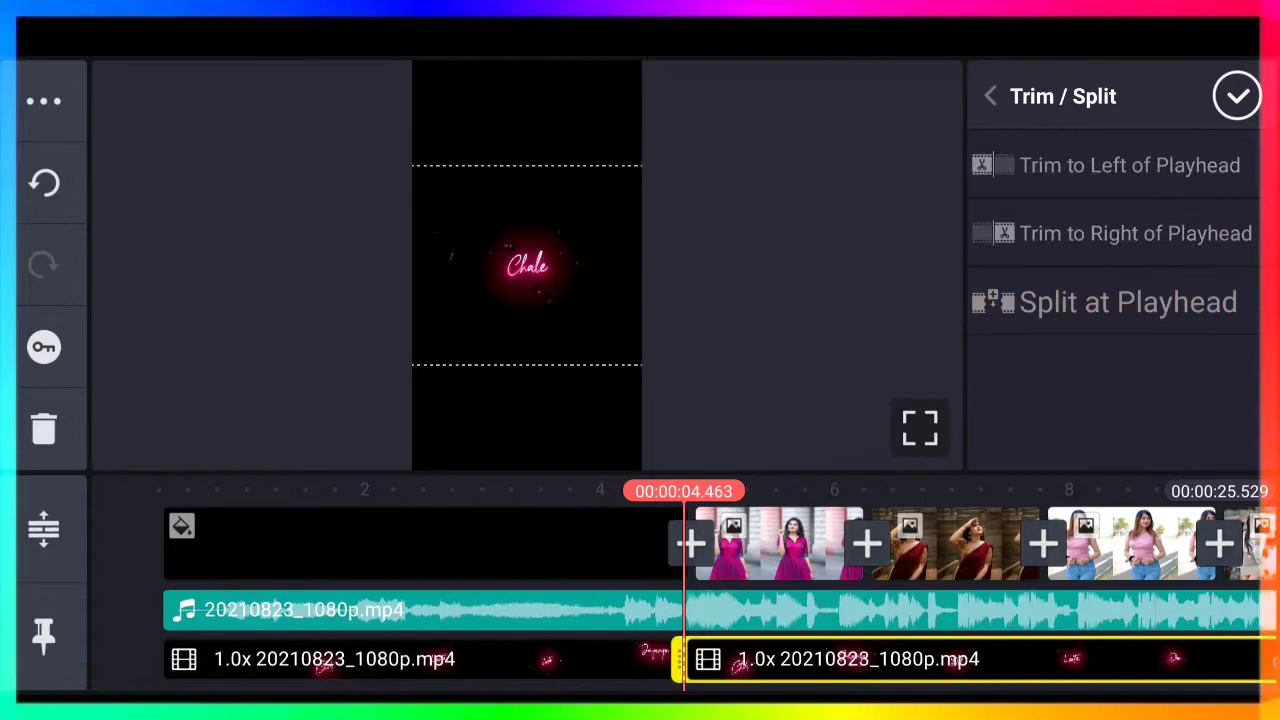 Trim / Split
Trim to Left of Playhead
Trim to Right of Playhead
Split at Playhead
Chale
2
4
00:00:04.463
6
8
00:00:25.529
20210823_1080p.mp4
1.0x 20210823_1080p.mp4
1.0x 20210823_1080p.mp4